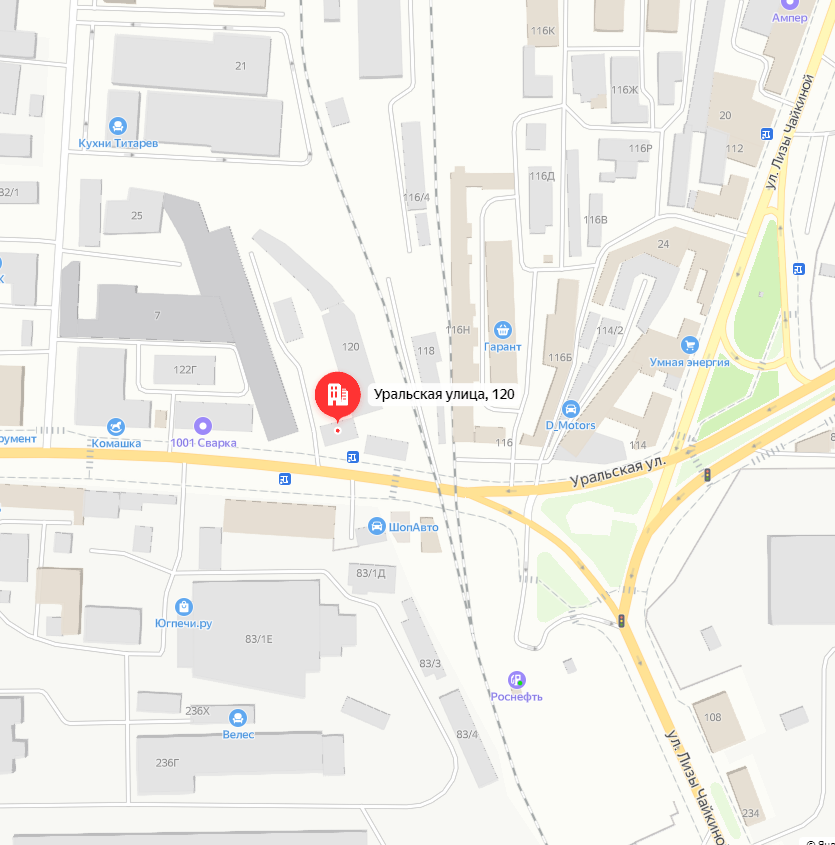 116К
Ампер
21
116Ж
20
Кухни Титарев
112
116Р
ул. Лизы Чайкиной
116Д
82/1
116/4
25
116В
24
7
116Н
114/2
120
118
Гарант
116Б
Умная энергия
122Г
Уральская улица, 120
D_Motors
Комашка
1001 Сварка
румент
116
114
Уральская ул.
ШопАвто
83/1Д
Югпечи.ру
83/1Е
83/3
Роснефть
236Х
Велес
83/4
108
236Г
ул. Лизы Чайкиной
234